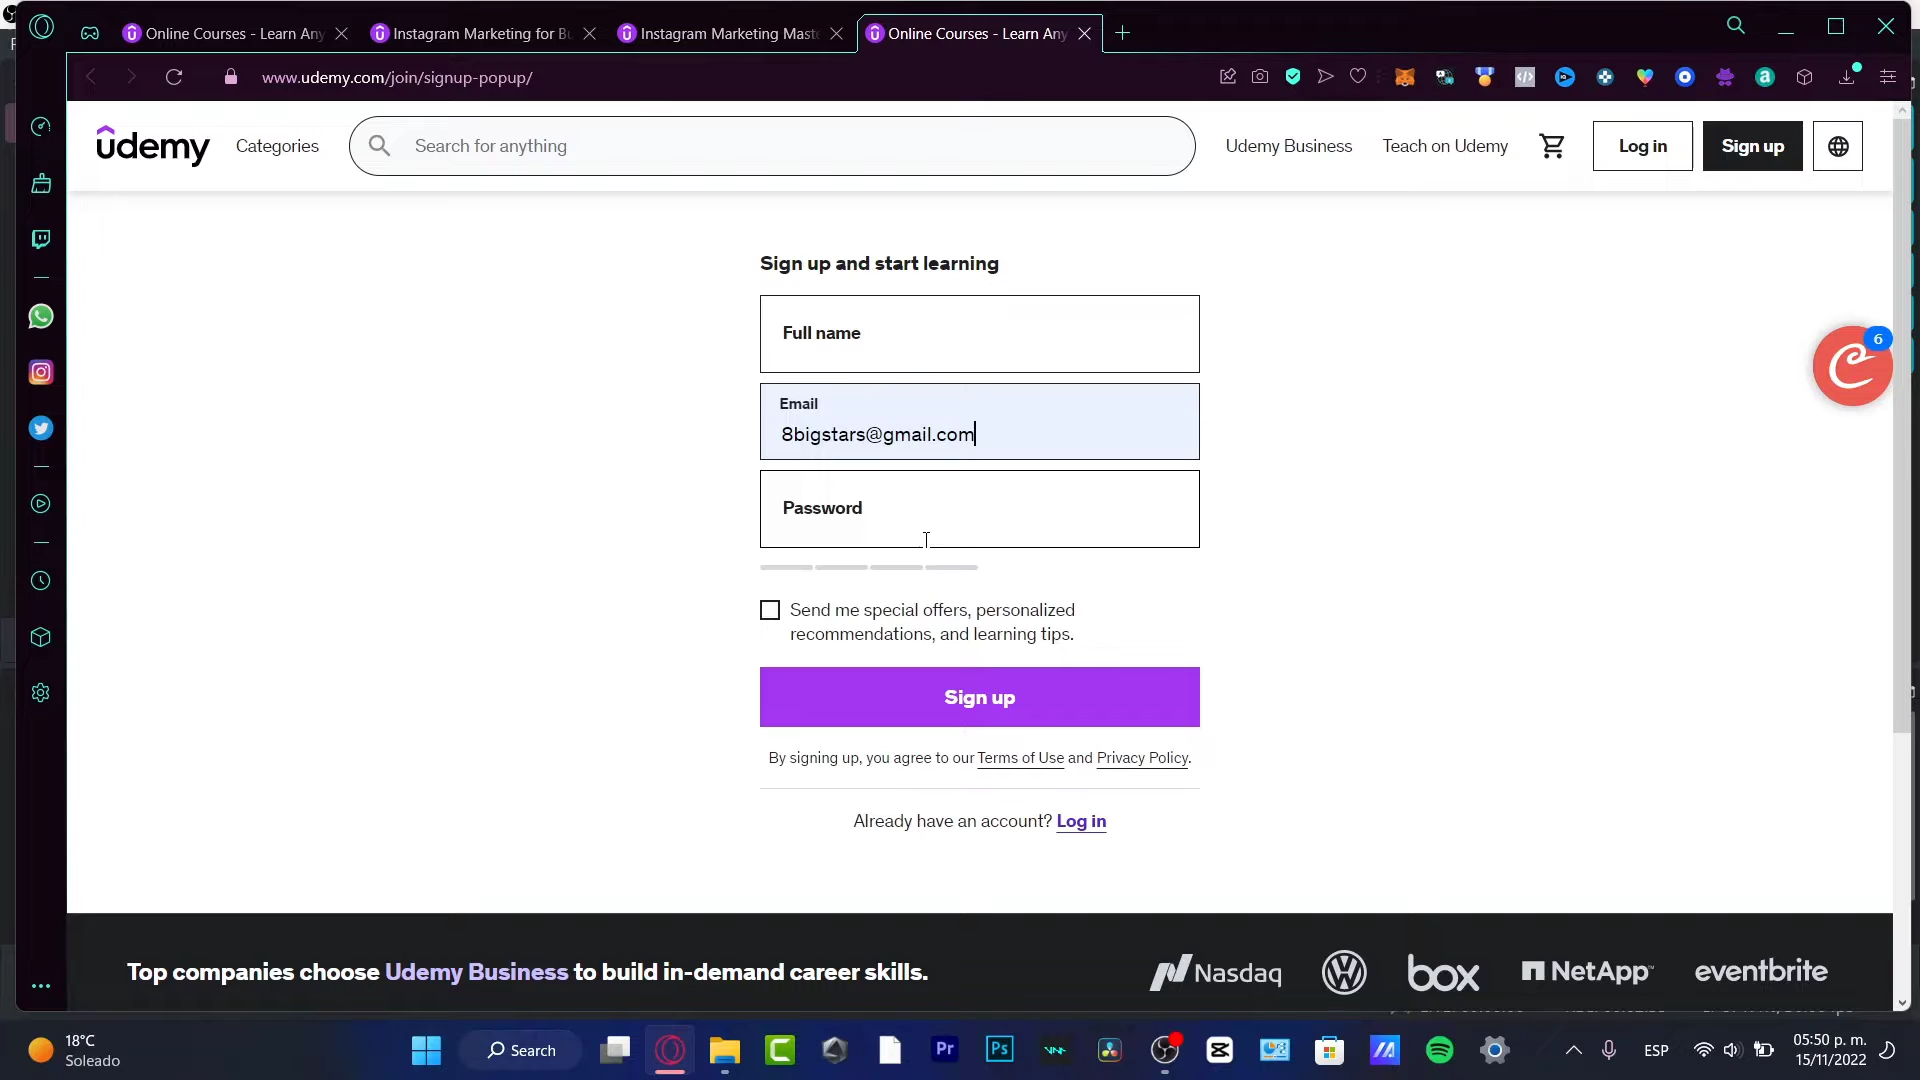 Online Courses - Learn Any
Instagram Marketing for Bu
Instagram Marketing Maste
Online Courses - Learn Any
www.udemy.com/join/signup-popup/
udemy
Categories
Search for anything
Udemy Business
Teach on Udemy
Log in
Sign up
Sign up and start learning
Full name
6
Email
8bigstars@gmail.com
Password
Send me special offers, personalized
recommendations, and learning tips.
Sign up
By signing up, you agree to our Terms of Use and Privacy Policy.
Already have an account? Log in
Top companies choose Udemy Business to build in-demand career skills.
Nasdaq
box
NetApp
eventbrite
18°C
Soleado
Search
Pr
Ps
ESP
05:50 p. m.
15/11/2022